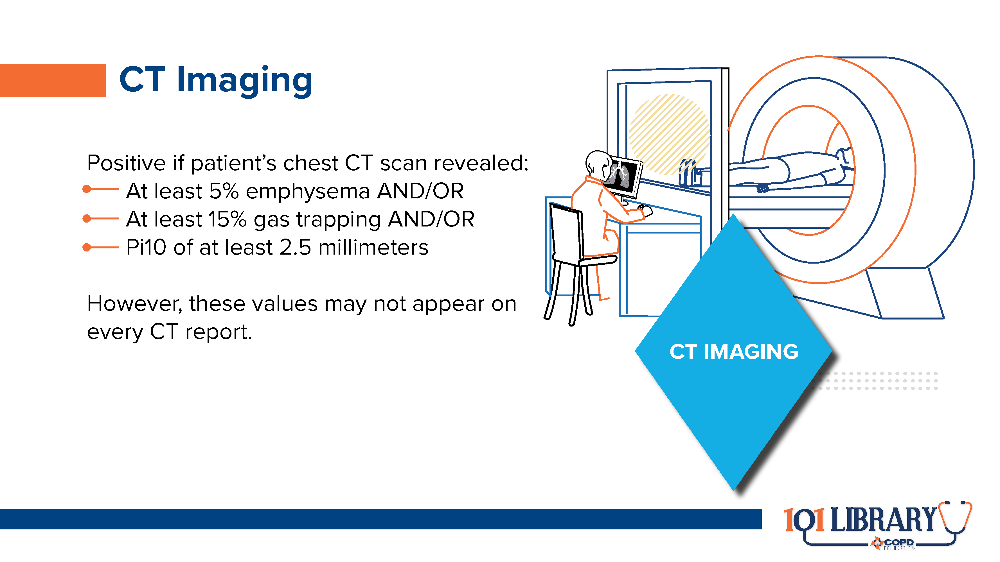 CT Imaging
Positive if patient’s chest CT scan revealed:
At least 5% emphysema AND/OR
At least 15% gas trapping AND/OR
Pi10 of at least 2.5 millimeters
However, these values may not appear on
every CT report.
CT IMAGING
101 LIBRARY
COPD
FOUNDATION®